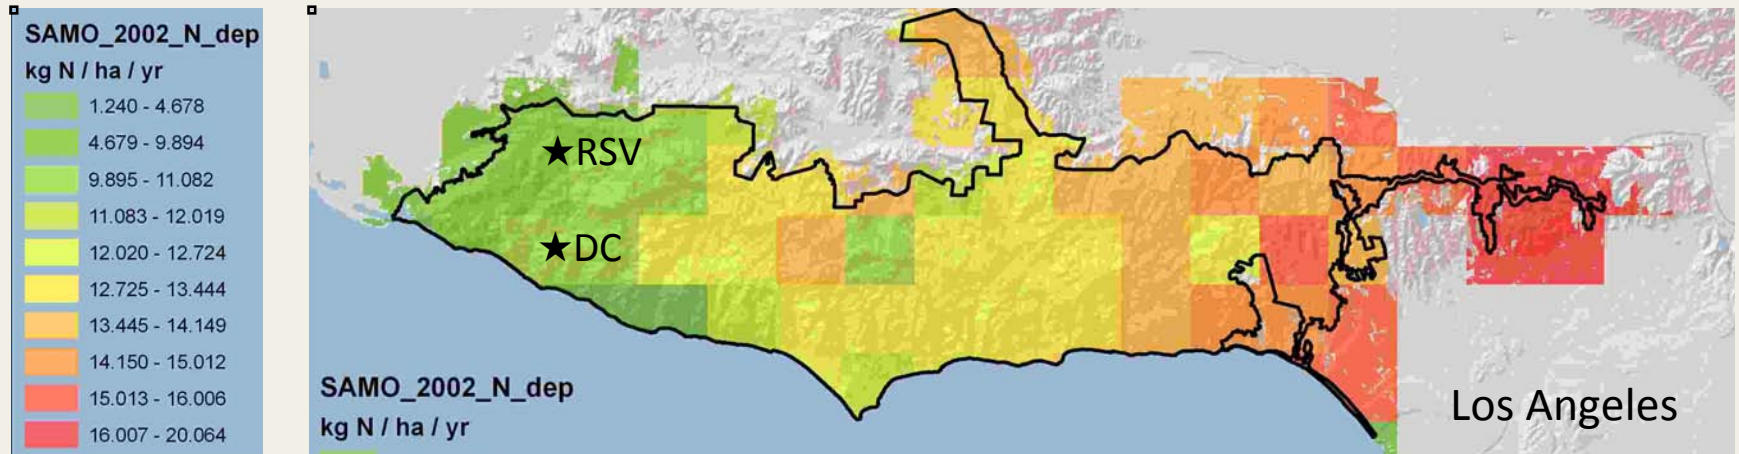 SAMO_2002_N_dep
kg N / ha / yr
1.240 - 4.678
4.679 - 9.894
9.895 - 11.082
11.083 - 12.019
12.020 - 12.724
12.725 - 13.444
13.445 - 14.149
14.150 - 15.012
15.013 - 16.006
16.007 - 20.064
★RSV
★DC
SAMO_2002_N_dep
kg N / ha / yr
Los Angeles